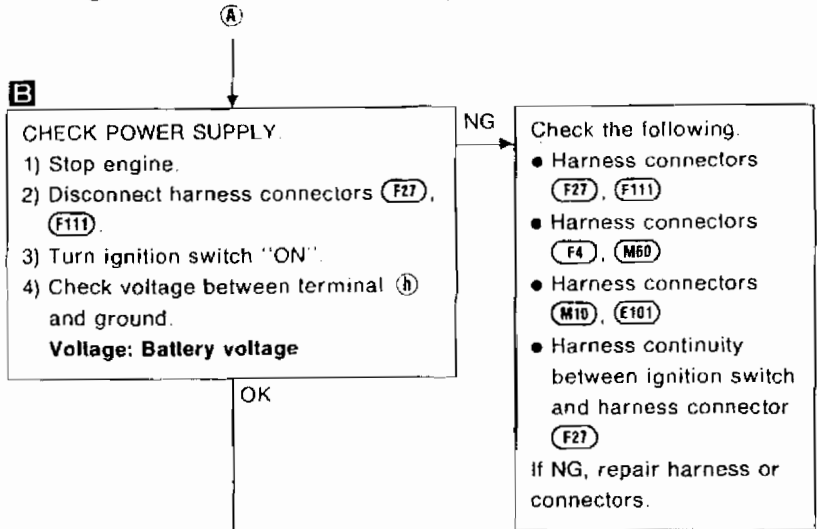 A
B
CHECK POWER SUPPLY.
1) Stop engine.
2) Disconnect harness connectors F27,
F111.
3) Turn ignition switch "ON".
4) Check voltage between terminal h
and ground.
Voltage: Battery voltage
NG
OK
Check the following.
● Harness connectors
F27, F111
● Harness connectors
F4, M60
● Harness connectors
M10, E101
● Harness continuity
between ignition switch
and harness connector
F27
If NG, repair harness or
connectors.